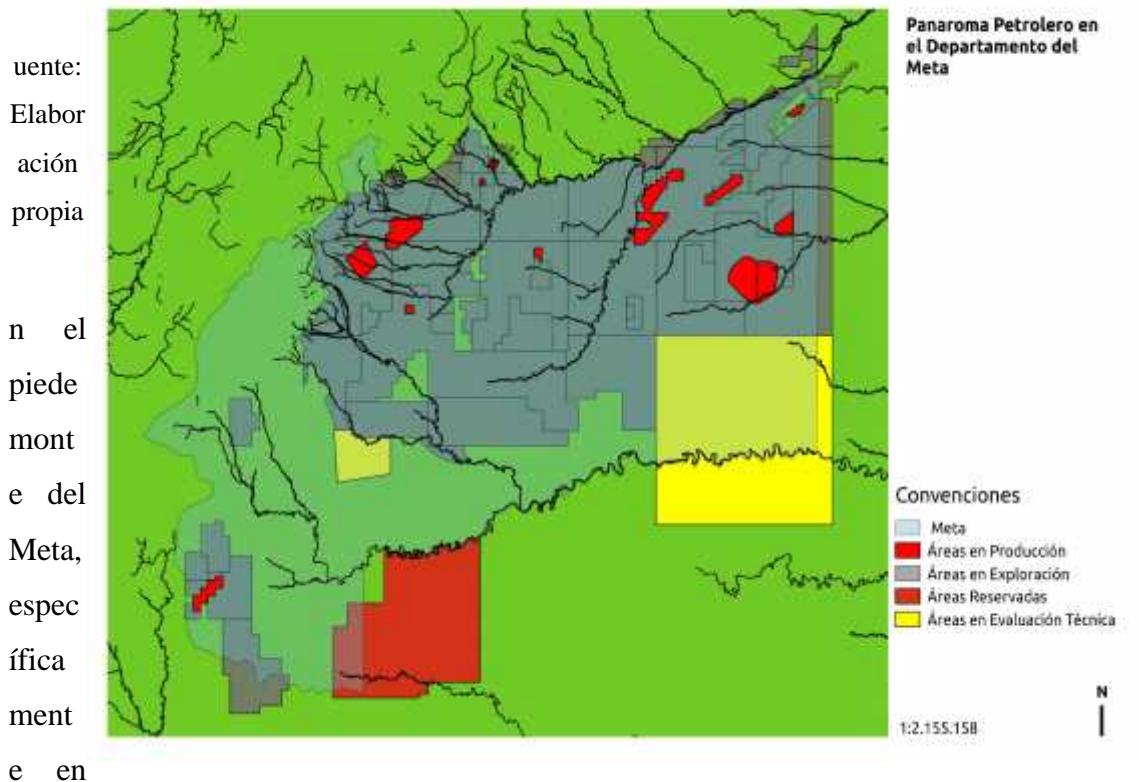 uente:
Elabor
ación
propia
n el
piede
mont
e del
Meta,
espec
ífica
ment
e en
Panaroma Petrolero en
el Departamento del
Meta
Convenciones
Meta
Áreas en Producción
Áreas en Exploración
Áreas Reservadas
Áreas en Evaluación Técnica
N
1:2.155.158